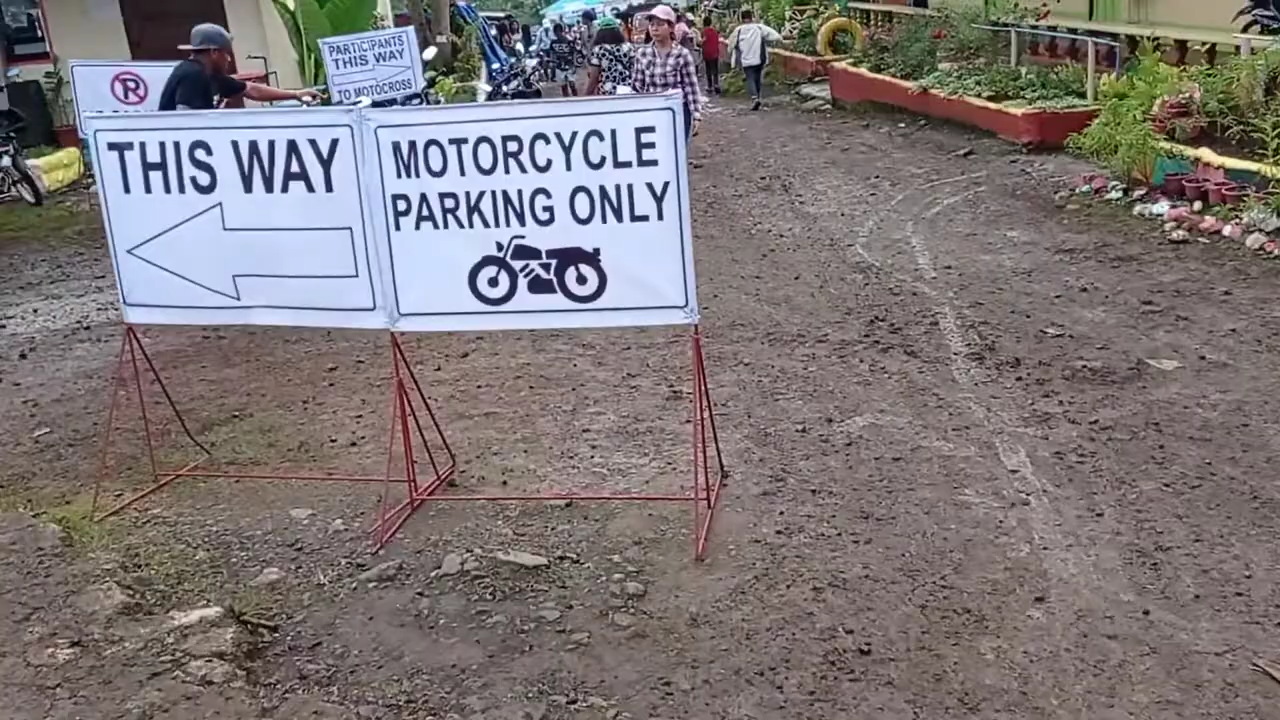 PARTICIPANTS
THIS WAY
TO MOTOCROSS
THIS WAY
MOTORCYCLE
PARKING ONLY